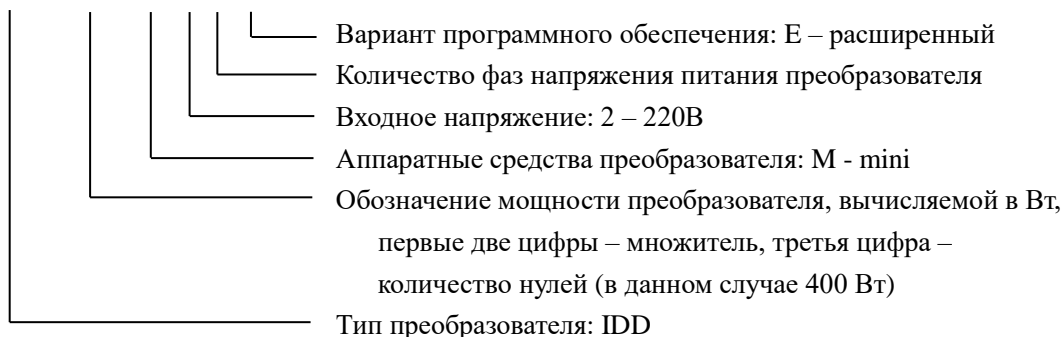 Вариант программного обеспечения: E – расширенный
Количество фаз напряжения питания преобразователя
Входное напряжение: 2 – 220В
Аппаратные средства преобразователя: M - mini
Обозначение мощности преобразователя, вычисляемой в Вт,
первые две цифры – множитель, третья цифра –
количество нулей (в данном случае 400 Вт)
Тип преобразователя: IDD